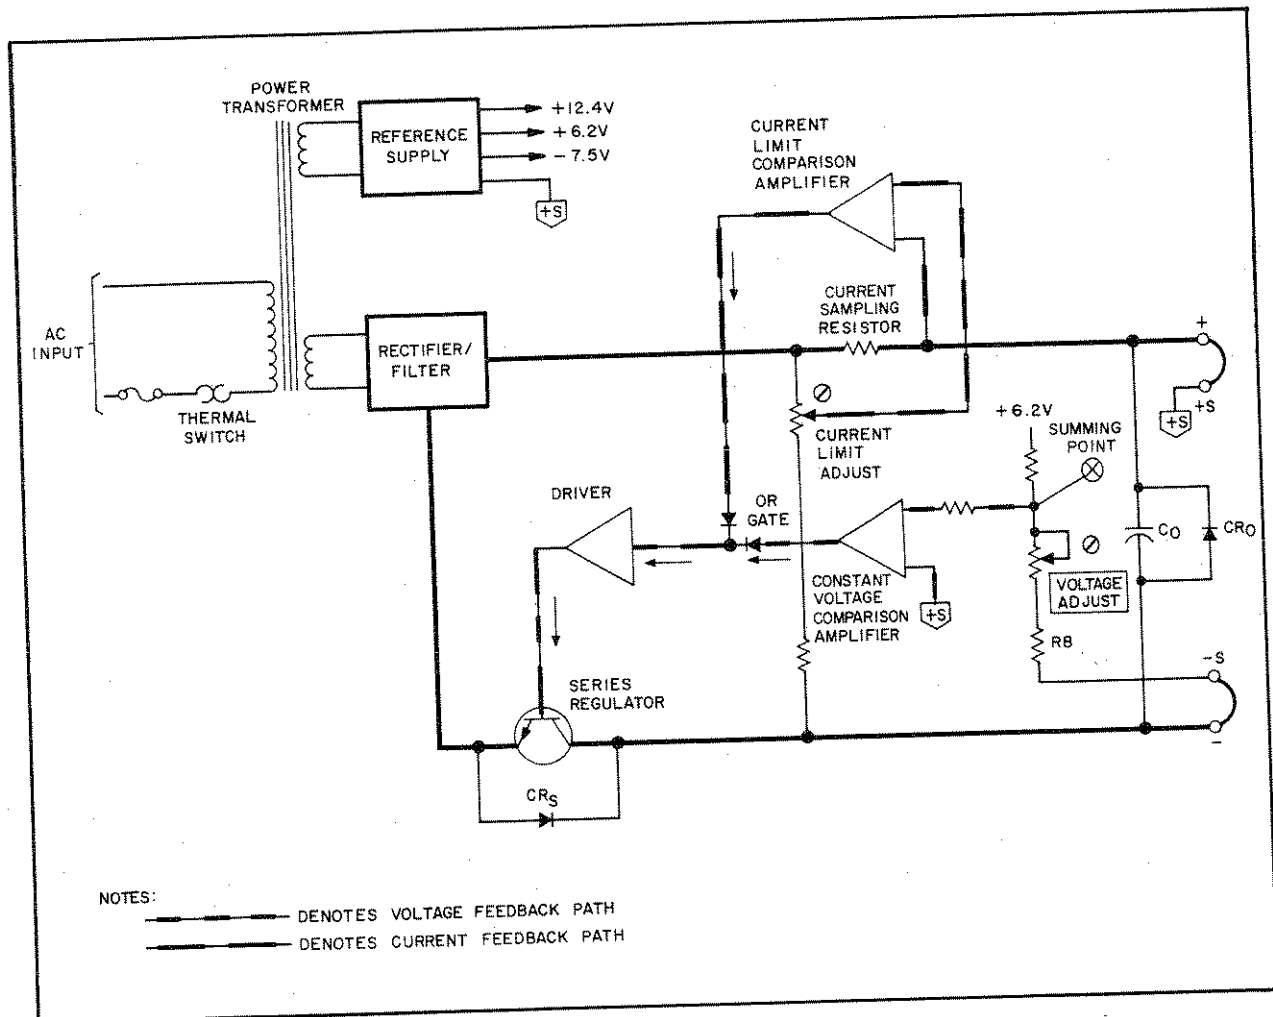 POWER
TRANSFORMER
REFERENCE
SUPPLY
+12.4V
+6.2V
-7.5V
+S
CURRENT
LIMIT
COMPARISON
AMPLIFIER
AC
INPUT
THERMAL
SWITCH
RECTIFIER/
FILTER
CURRENT
SAMPLING
RESISTOR
+
+S
+S
CURRENT
LIMIT
ADJUST
+6.2V
SUMMING
POINT
DRIVER
OR
GATE
CONSTANT
VOLTAGE
COMPARISON
AMPLIFIER
+S
VOLTAGE
ADJUST
CO
CRO
R8
-S
-
SERIES
REGULATOR
CRS
NOTES:
DENOTES VOLTAGE FEEDBACK PATH
DENOTES CURRENT FEEDBACK PATH